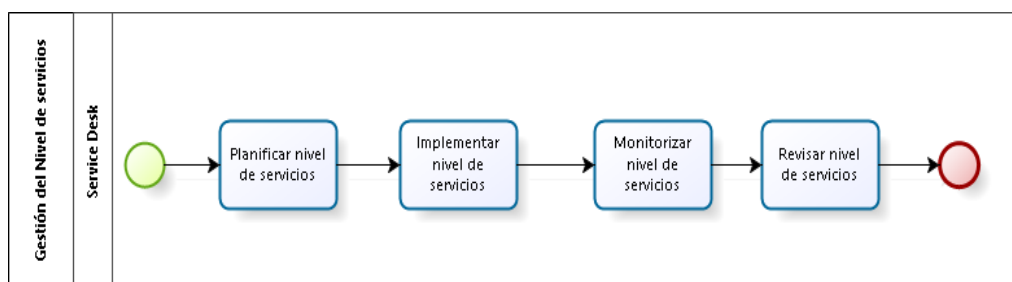 Gestión del Nivel de servicios
Service Desk
Planificar nivel
de servicios
Implementar
nivel de
servicios
Monitorizar
nivel de
servicios
Revisar nivel
de servicios